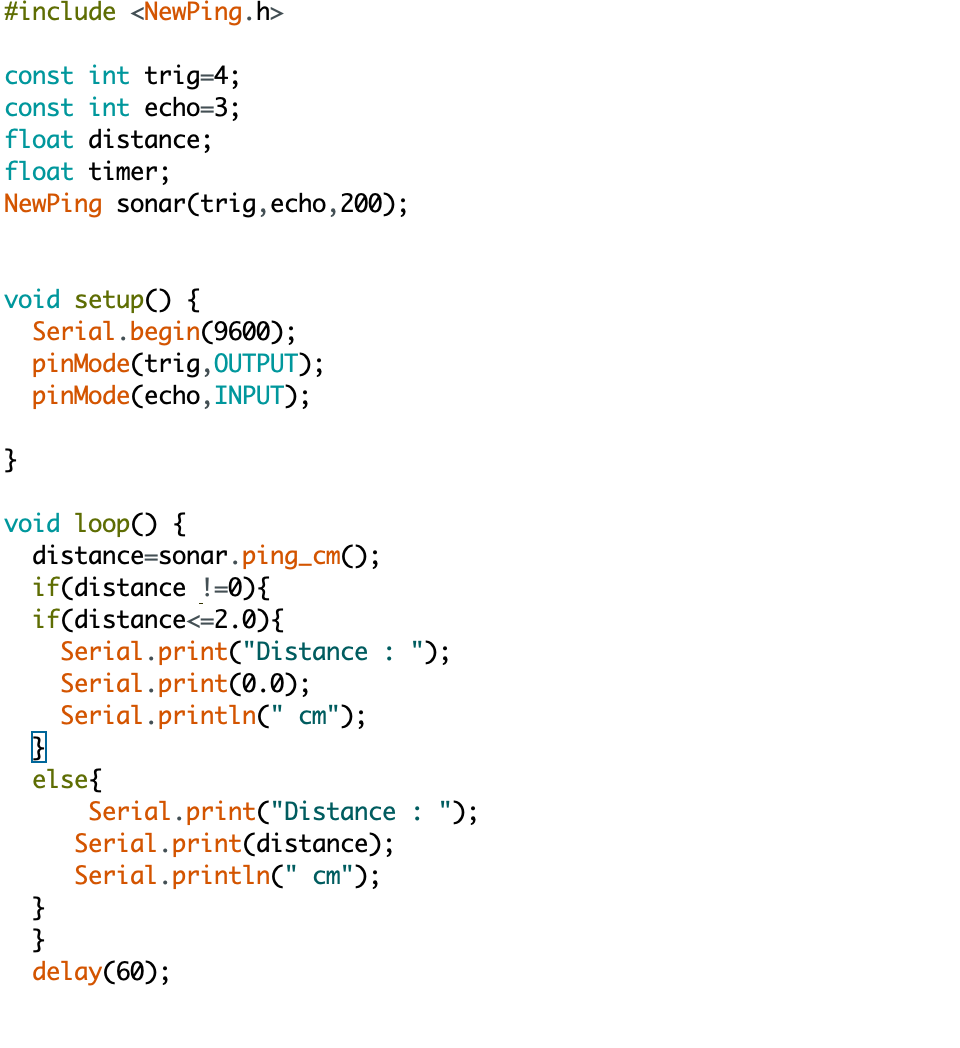 #include <NewPing.h>
const int trig=4;
const int echo=3;
float distance;
float timer;
NewPing sonar(trig,echo,200);
void setup() {
  Serial.begin(9600);
  pinMode(trig,OUTPUT);
  pinMode(echo,INPUT);
}
void loop() {
  distance=sonar.ping_cm();
  if(distance !=0){
  if(distance<=2.0){
    Serial.print("Distance : ");
    Serial.print(0.0);
    Serial.println(" cm");
  }
  else{
      Serial.print("Distance : ");
     Serial.print(distance);
     Serial.println(" cm");
  }
  }
  delay(60);